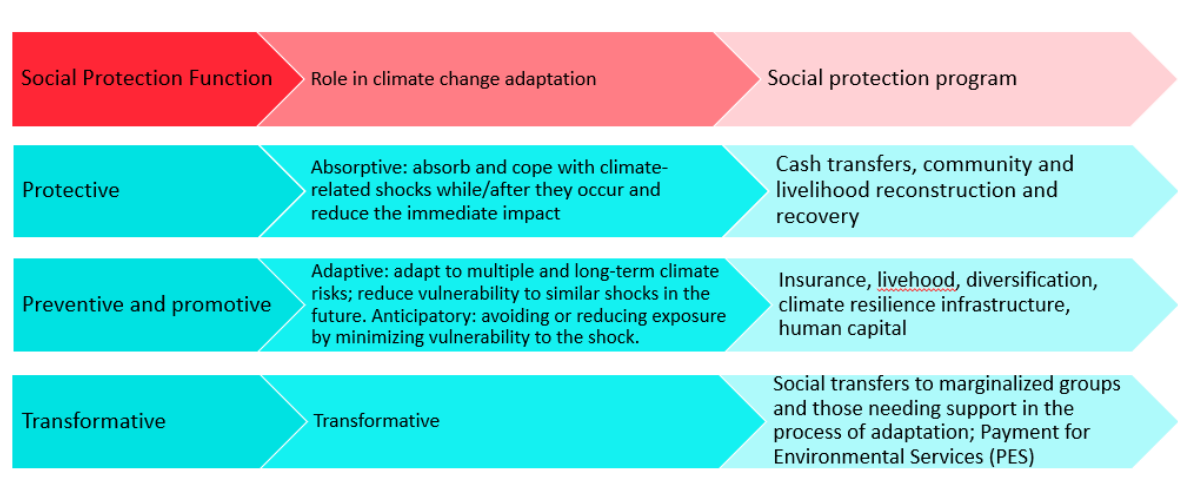 Social Protection Function
Role in climate change adaptation
Social protection program
Protective
Absorptive: absorb and cope with climate-
related shocks while/after they occur and
reduce the immediate impact
Cash transfers, community and
livelihood reconstruction and
recovery
Preventive and promotive
Adaptive: adapt to multiple and long-term climate
risks; reduce vulnerability to similar shocks in the
future. Anticipatory: avoiding or reducing exposure
by minimizing vulnerability to the shock.
Insurance, livehood, diversification,
climate resilience infrastructure,
human capital
Transformative
Transformative
Social transfers to marginalized groups
and those needing support in the
process of adaptation; Payment for
Environmental Services (PES)